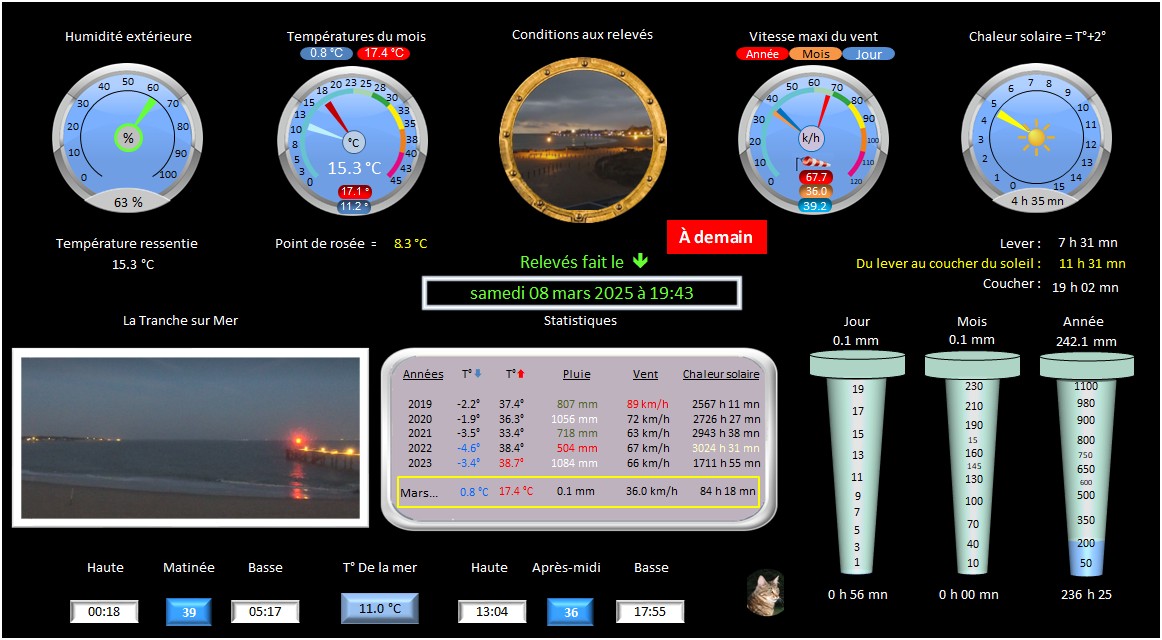 Humidité extérieure
0 10 20 30 40 50 60 70 80 90 100
%
63 %
Températures du mois
0.8 °C 17.4 °C
0 3 5 8 10 13 15 18 20 23 25 28 30 33 35 38 40 43 45
°C
15.3 °C
17.1 °
11.2 °
Conditions aux relevés
Vitesse maxi du vent
Année Mois Jour
0 10 20 30 40 50 60 70 80 90 100 110 120
k/h
67.7
36.0
39.2
Chaleur solaire = T°+2°
0 1 2 3 4 5 6 7 8 9 10 11 12 13 14 15
4 h 35 mn
Température ressentie
15.3 °C
Point de rosée = 8.3 °C
À demain
Relevés fait le
samedi 08 mars 2025 à 19:43
Lever : 7 h 31 mn
Du lever au coucher du soleil : 11 h 31 mn
Coucher : 19 h 02 mn
La Tranche sur Mer
Statistiques
Années T° T° Pluie Vent Chaleur solaire
2019 -2.2° 37.4° 807 mm 89 km/h 2567 h 11 mn
2020 -1.9° 36.3° 1056 mm 72 km/h 2726 h 27 mn
2021 -3.5° 33.4° 718 mm 63 km/h 2943 h 38 mn
2022 -4.6° 38.4° 504 mm 67 km/h 3024 h 31 mn
2023 -3.4° 38.7° 1084 mm 66 km/h 1711 h 55 mn
Mars... 0.8 °C 17.4 °C 0.1 mm 36.0 km/h 84 h 18 mn
Jour
0.1 mm
19
17
15
13
11
9
7
5
3
1
0 h 56 mn
Mois
0.1 mm
230
210
190
15
160
145
130
100
70
40
10
0 h 00 mn
Année
242.1 mm
1100
980
900
800
750
650
600
500
350
200
50
236 h 25
Haute Matinée Basse T° De la mer Haute Après-midi Basse
00:18 39 05:17 11.0 °C 13:04 36 17:55